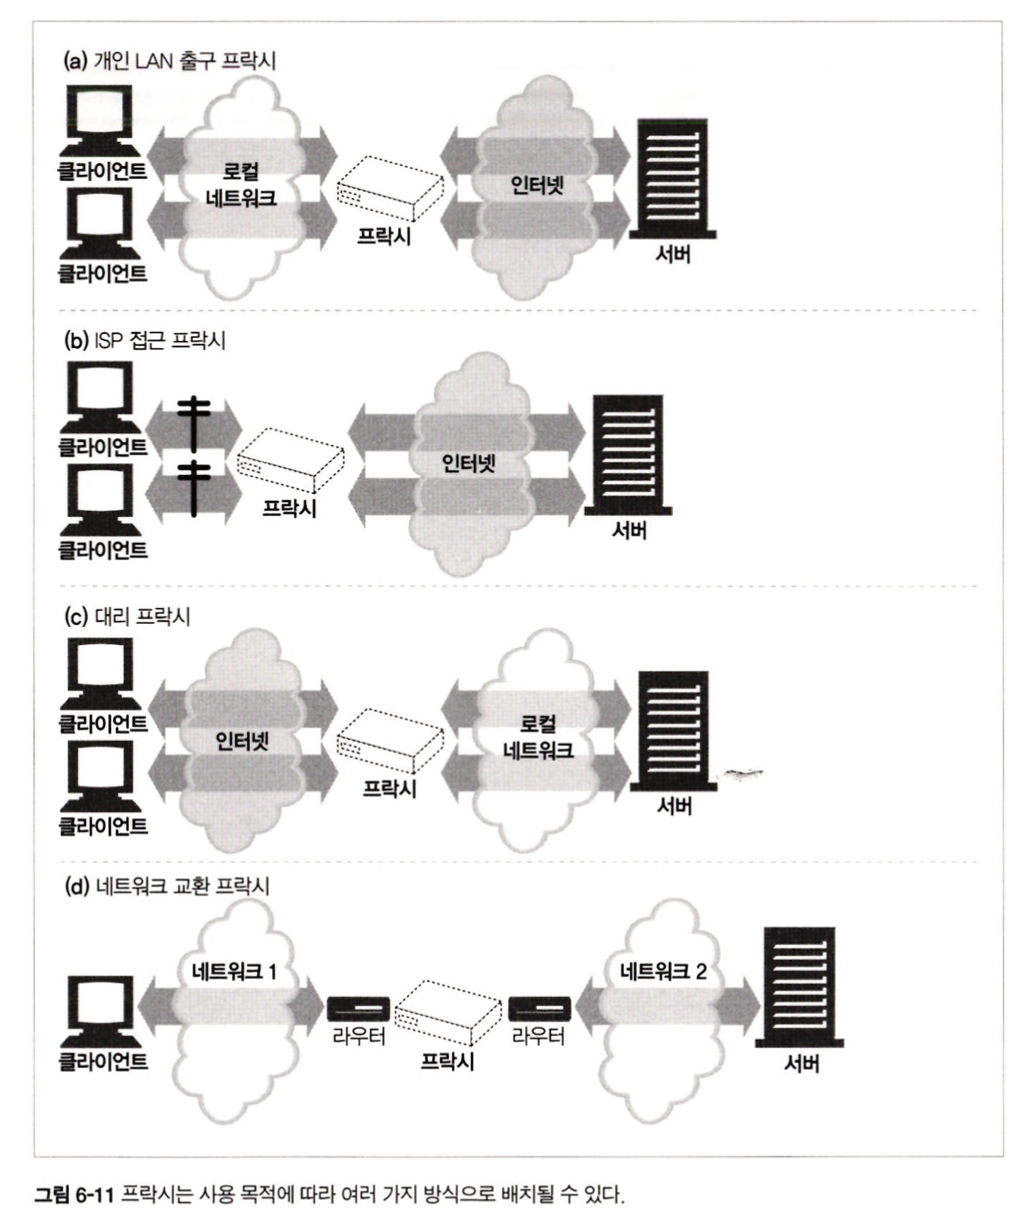 (a) 개인 LAN 출구 프락시
클라이언트
로컬
네트워크
프락시
인터넷
서버
클라이언트
(b) ISP 접근 프락시
클라이언트
프락시
인터넷
서버
클라이언트
(c) 대리 프락시
클라이언트
인터넷
프락시
로컬
네트워크
서버
클라이언트
(d) 네트워크 교환 프락시
네트워크 1
네트워크 2
클라이언트
라우터
프락시
라우터
서버
그림 6-11 프락시는 사용 목적에 따라 여러 가지 방식으로 배치될 수 있다.